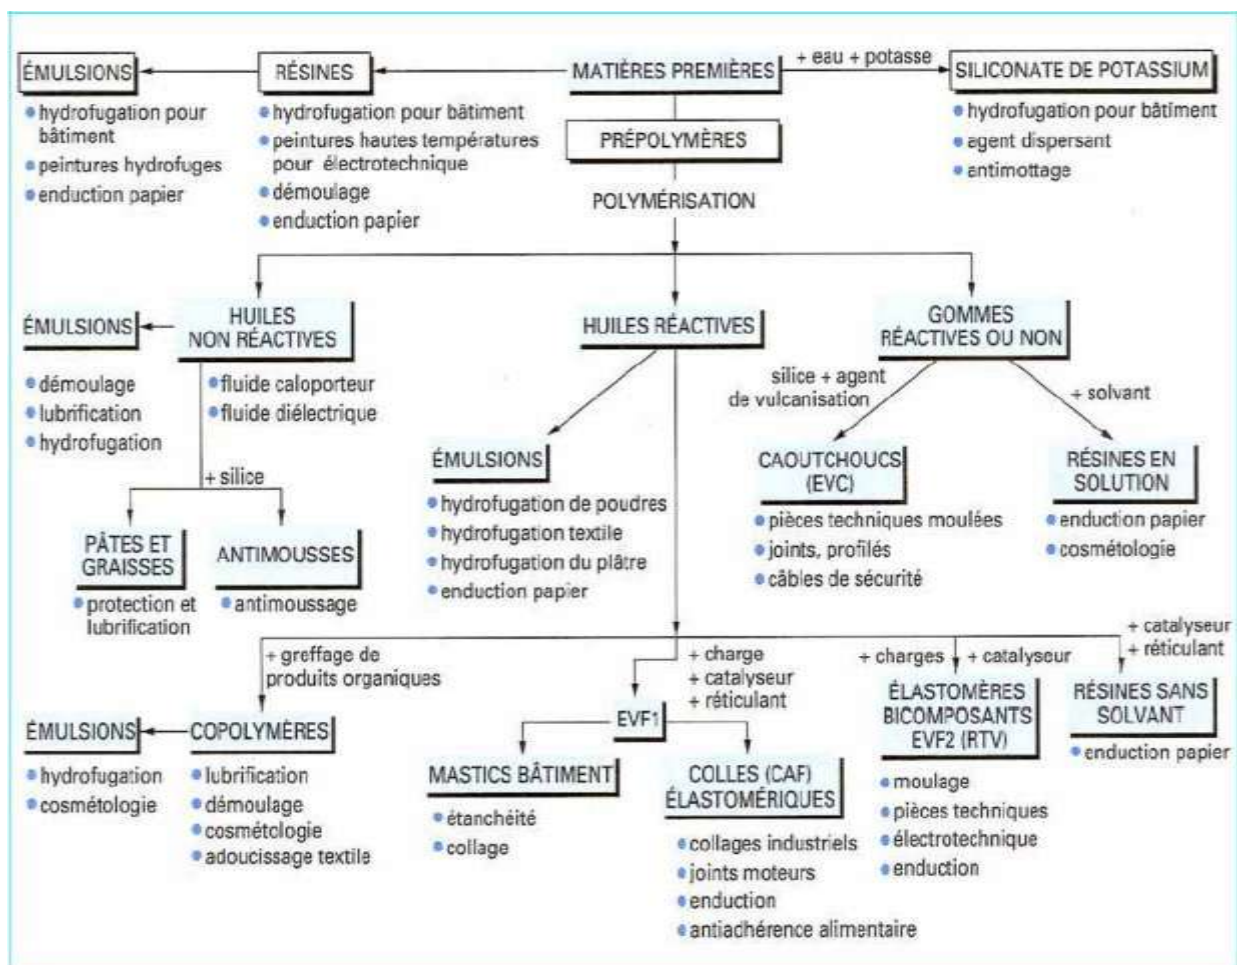 ÉMULSIONS
• hydrofugation pour
bâtiment
• peintures hydrofuges
• enduction papier
RÉSINES
• hydrofugation pour bâtiment
• peintures hautes températures
pour électrotechnique
• démoulage
• enduction papier
MATIÈRES PREMIÈRES
+ eau + potasse
SILICONATE DE POTASSIUM
• hydrofugation pour bâtiment
• agent dispersant
• antimottage
PRÉPOLYMÈRES
POLYMÉRISATION
ÉMULSIONS
• démoulage
• lubrification
• hydrofugation
HUILES
NON RÉACTIVES
• fluide caloporteur
• fluide diélectrique
+ silice
PÂTES ET
GRAISSES
• protection et
lubrification
ANTIMOUSSES
• antimoussage
HUILES RÉACTIVES
ÉMULSIONS
• hydrofugation de poudres
• hydrofugation textile
• hydrofugation du plâtre
• enduction papier
GOMMES
RÉACTIVES OU NON
silice + agent
de vulcanisation
+ solvant
CAOUTCHOUCS
(EVC)
• pièces techniques moulées
• joints, profilés
• câbles de sécurité
RÉSINES EN
SOLUTION
• enduction papier
• cosmétologie
+ greffage de
produits organiques
ÉMULSIONS
• hydrofugation
• cosmétologie
COPOLYMÈRES
• lubrification
• démoulage
• cosmétologie
• adoucissage textile
+ charge
+ catalyseur
+ réticulant
EVF1
MASTICS BÂTIMENT
• étanchéité
• collage
COLLES (CAF)
ÉLASTOMÉRIQUES
• collages industriels
• joints moteurs
• enduction
• antiadhérence alimentaire
+ charges + catalyseur
ÉLASTOMÈRES
BICOMPOSANTS
EVF2 (RTV)
• moulage
• pièces techniques
• électrotechnique
• enduction
+ catalyseur
+ réticulant
RÉSINES SANS
SOLVANT
• enduction papier